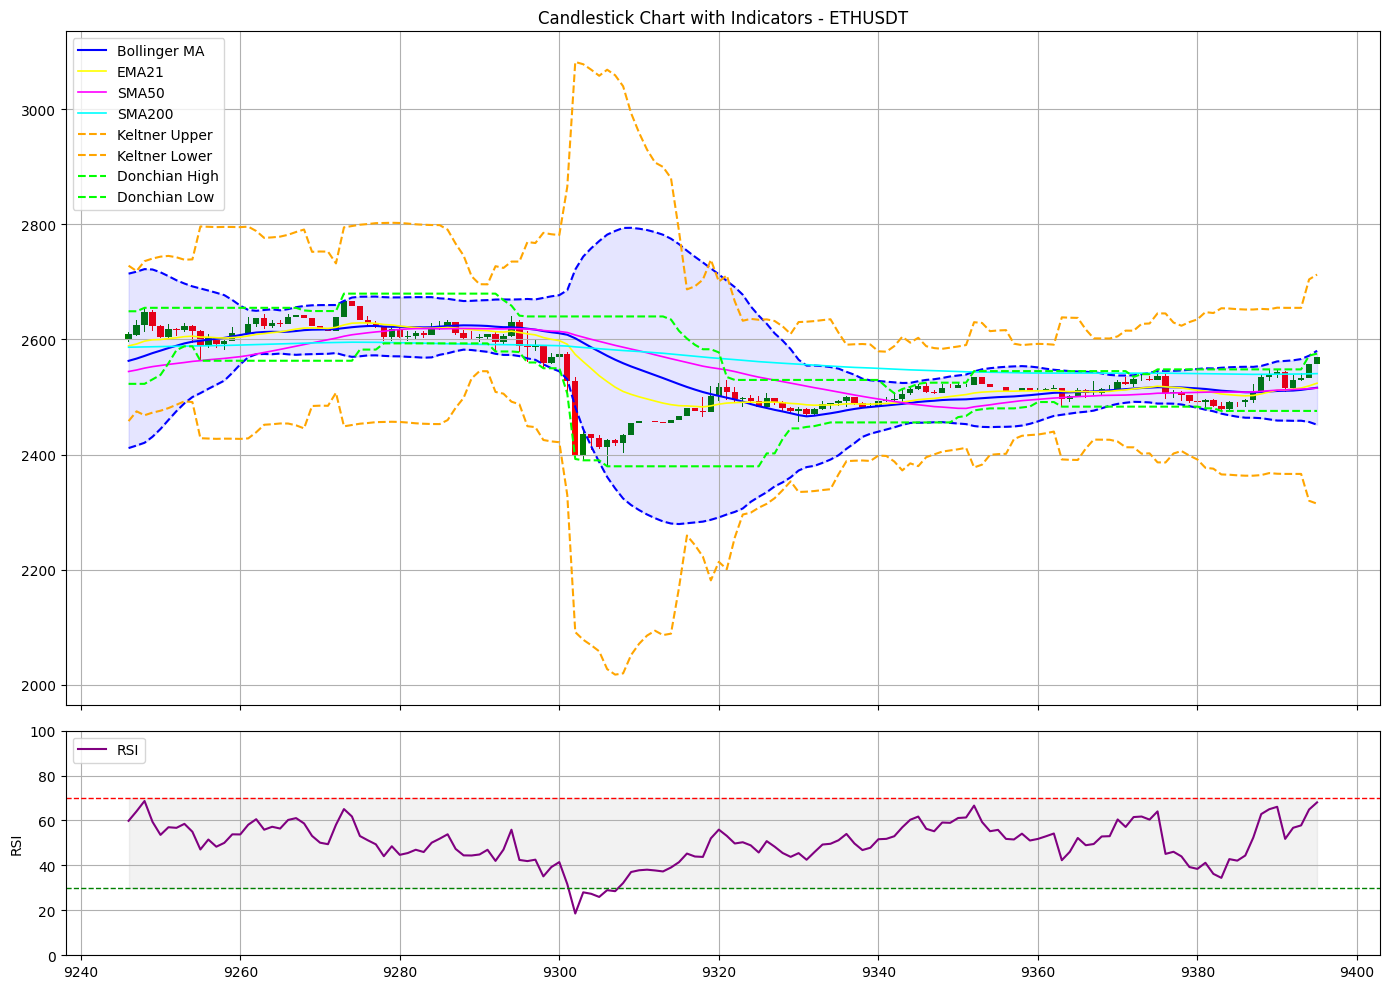 Candlestick Chart with Indicators - ETHUSDT
Bollinger MA
EMA21
SMA50
SMA200
Keltner Upper
Keltner Lower
Donchian High
Donchian Low
3000
2800
2600
2400
2200
2000
RSI
100
80
60
40
20
0
RSI
9240
9260
9280
9300
9320
9340
9360
9380
9400